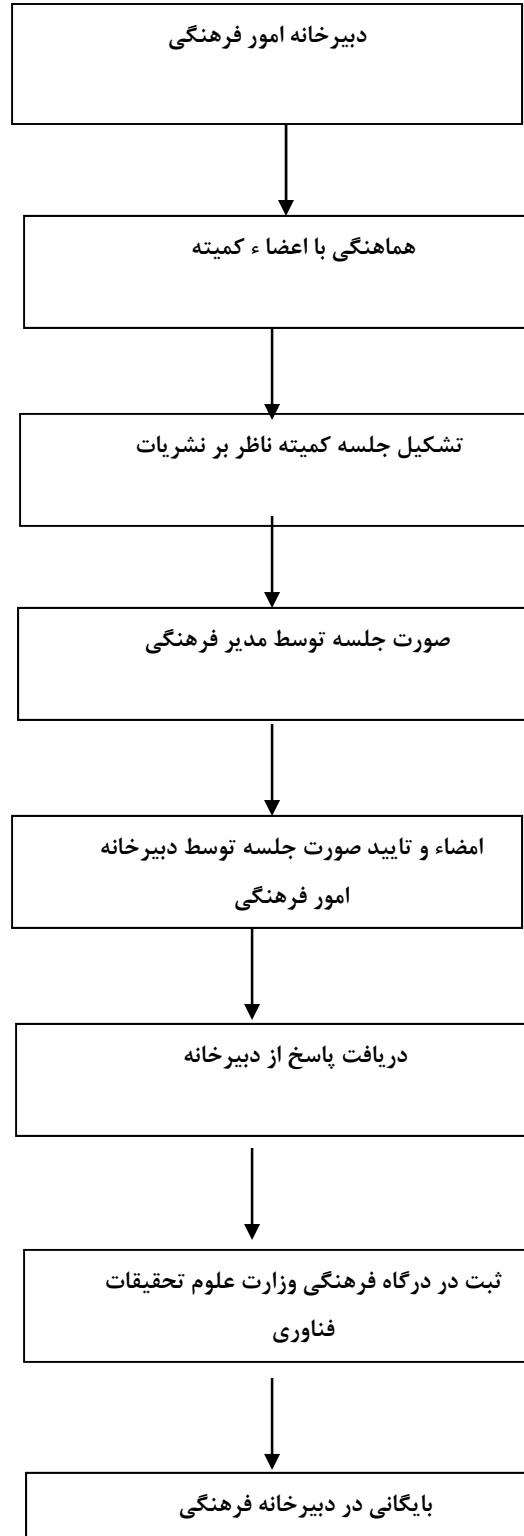 دبیرخانه امور فرهنگی
هماهنگی با اعضا ء کمیته
تشکیل جلسه کمیته ناظر بر نشریات
صورت جلسه توسط مدیر فرهنگی
امضاء و تایید صورت جلسه توسط دبیرخانه
امور فرهنگی
دریافت پاسخ از دبیرخانه
ثبت در درگاه فرهنگی وزارت علوم تحقیقات
فناوری
بایگانی در دبیرخانه فرهنگی